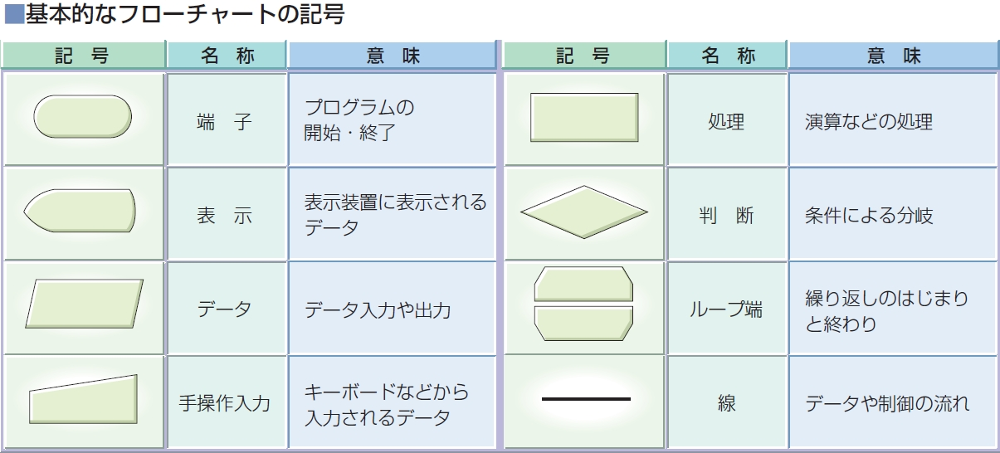 ■基本的なフローチャートの記号
記 号 名 称 意 味 記 号 名 称 意 味
端 子
プログラムの
開始・終了
処理
演算などの処理
表 示
表示装置に表示される
データ
判 断
条件による分岐
データ
データ入力や出力
ループ端
繰り返しのはじまり
と終わり
手操作入力
キーボードなどから
入力されるデータ
線
データや制御の流れ